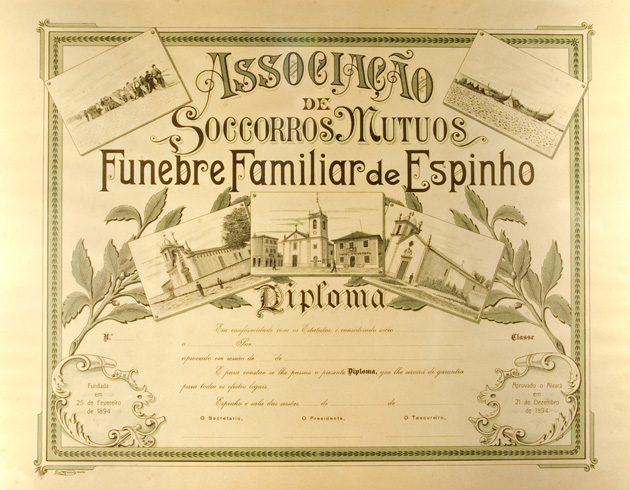 ASSOCIAÇÃO
DE
SOCCORROS MUTUOS
FUNEBRE FAMILIAR de ESPINHO
Diploma
N.º
Em conformidade com os Estatutos, é considerado socio
Classe
o Snr.
approvado em sessão de de
E para constar se lhe passou o presente Diploma, que lhe servirá de garantia
para todos os efeitos legaes.
Espinho e sala das sessões, de de
O Secretario, O Presidente, O Tesoureiro,
Fundada
em
25 de Fevereiro
de 1894
Aprovado o Alvará
em
21 de Dezembro
de 1894